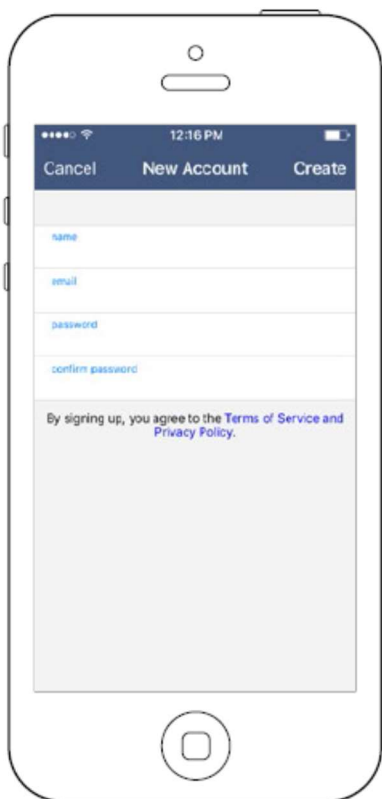 12:16 PM
Cancel New Account Create
name
email
password
confirm password
By signing up, you agree to the Terms of Service and
Privacy Policy.